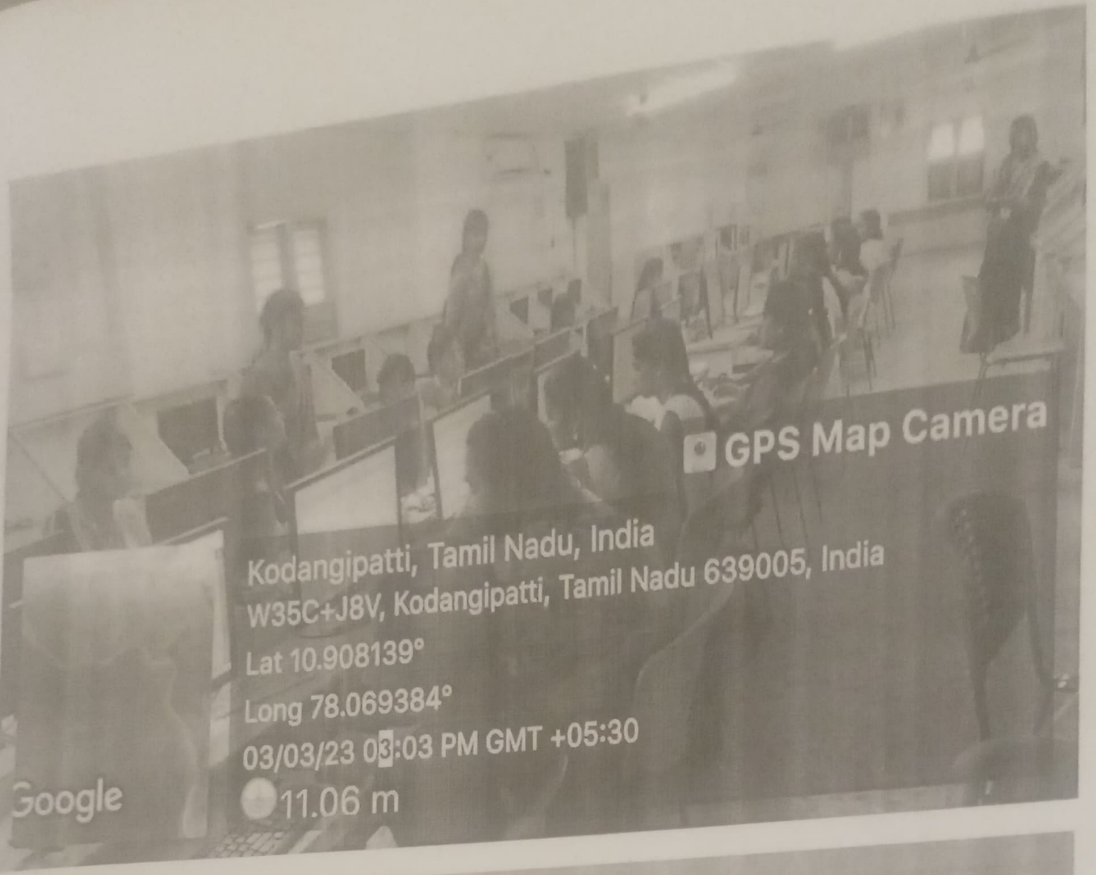 GPS Map Camera
Kodangipatti, Tamil Nadu, India
W35C+J8V, Kodangipatti, Tamil Nadu 639005, India
Lat 10.908139°
Long 78.069384°
03/03/23 03:03 PM GMT +05:30
Google
11.06 m